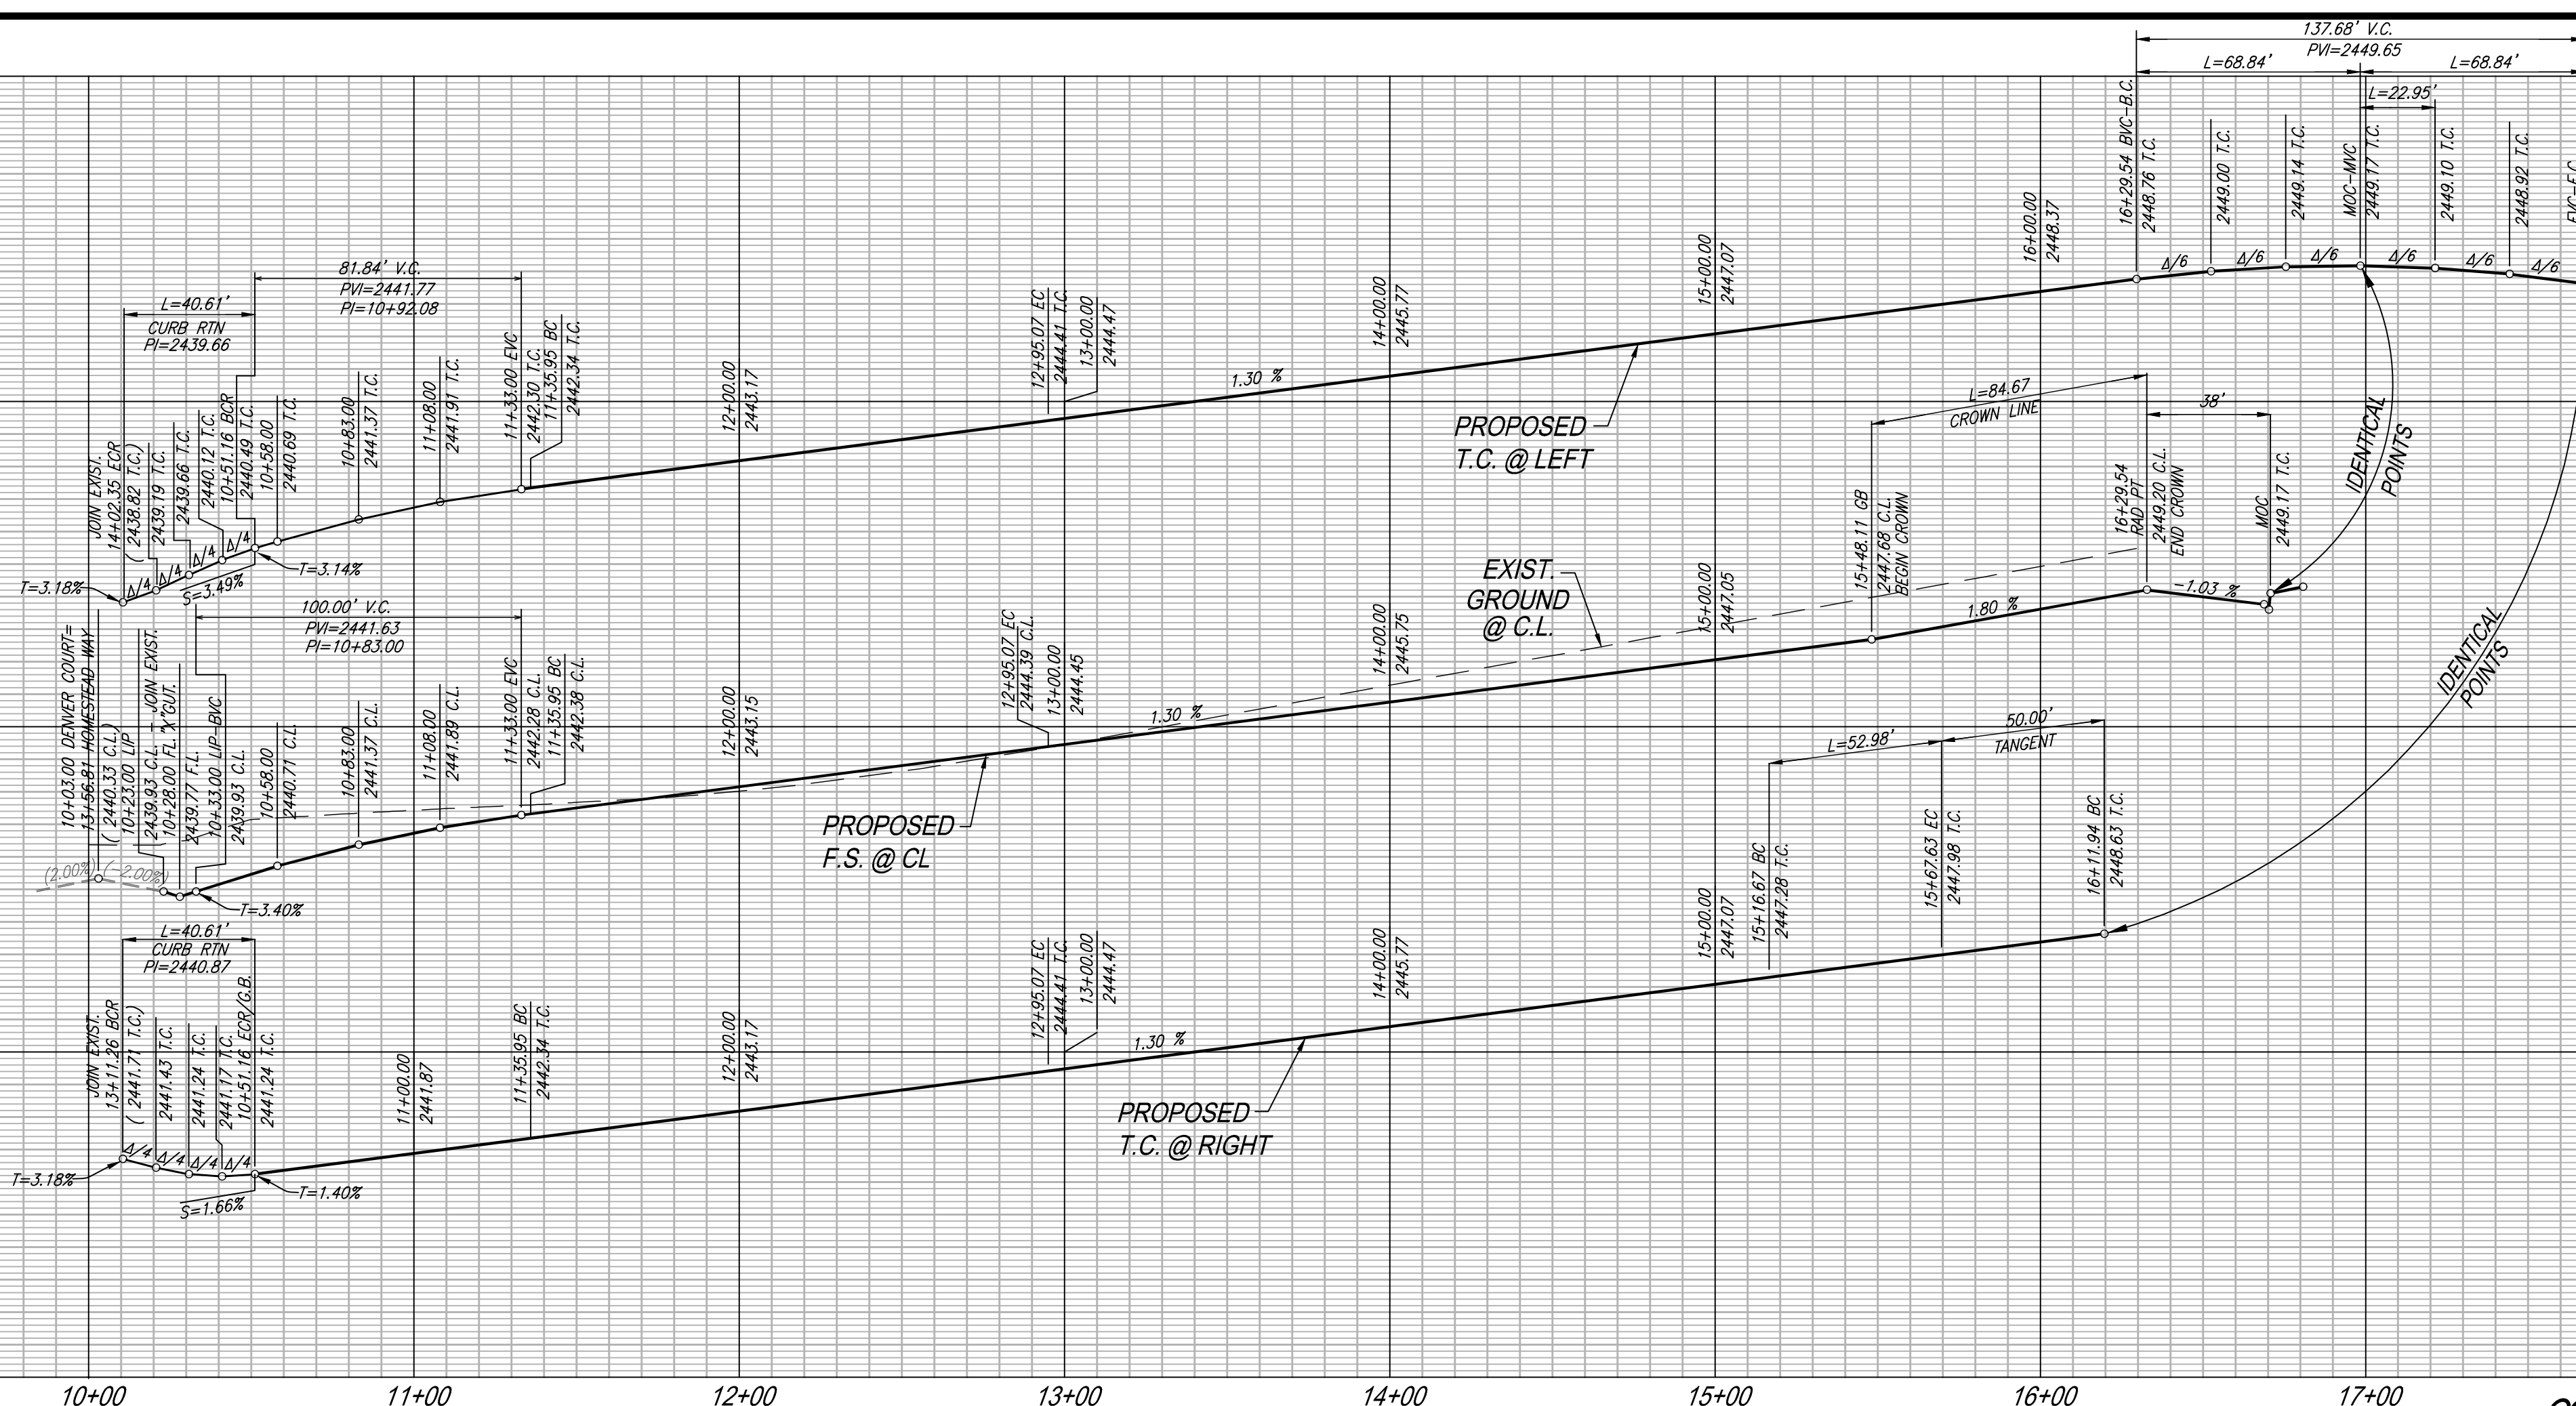 137.68' V.C.
PVI=2449.65
L=68.84'
L=68.84'
L=22.95'
16+29.54 BVC-B.C.
2448.76 T.C.
2449.00 T.C.
2449.14 T.C.
MOC-MVC
2449.17 T.C.
2449.10 T.C.
2448.92 T.C.
EVC-E.C.
Δ/6
Δ/6
Δ/6
Δ/6
Δ/6
Δ/6
16+00.00
2448.37
15+00.00
2447.07
14+00.00
2445.77
12+95.07 EC
2444.41 T.C.
13+00.00
2444.47
1.30 %
12+00.00
2443.17
81.84' V.C.
PVI=2441.77
PI=10+92.08
L=40.61'
CURB RTN
PI=2439.66
JOIN EXIST.
14+02.35 ECR
( 2438.82 T.C.)
2439.19 T.C.
2439.66 T.C.
2440.12 T.C.
10+51.16 BCR
2440.49 T.C.
10+58.00
2440.69 T.C.
10+83.00
2441.37 T.C.
11+08.00
2441.91 T.C.
11+33.00 EVC
2442.30 T.C.
11+35.95 BC
2442.34 T.C.
T=3.18%
Δ/4
Δ/4
Δ/4
Δ/4
S=3.49%
T=3.14%
PROPOSED
T.C. @ LEFT
L=84.67
CROWN LINE
38'
IDENTICAL
POINTS
15+48.11 GB
2447.68 C.L.
BEGIN CROWN
16+29.54
RAD PT
2449.20 C.L.
END CROWN
MOC
2449.17 T.C.
-1.03 %
1.80 %
EXIST.
GROUND
@ C.L.
15+00.00
2447.05
14+00.00
2445.75
12+95.07 EC
2444.39 C.L.
13+00.00
2444.45
1.30 %
12+00.00
2443.15
100.00' V.C.
PVI=2441.63
PI=10+83.00
10+03.00 DENVER COURT=
13+56.81 HOMESTEAD WAY
( 2440.33 C.L.)
10+23.00 LIP
( 2439.93 C.L. - JOIN EXIST.
10+28.00 FL. "X"GUT.
2439.77 F.L.
10+33.00 LIP-BVC
2439.93 C.L.
10+58.00
2440.71 C.L.
10+83.00
2441.37 C.L.
11+08.00
2441.89 C.L.
11+33.00 EVC
2442.28 C.L.
11+35.95 BC
2442.38 C.L.
(2.00%)
(-2.00%)
T=3.40%
PROPOSED
F.S. @ CL
IDENTICAL
POINTS
50.00'
TANGENT
L=52.98'
15+16.67 BC
2447.28 T.C.
15+67.63 EC
2447.98 T.C.
16+11.94 BC
2448.63 T.C.
15+00.00
2447.07
14+00.00
2445.77
12+95.07 EC
2444.41 T.C.
13+00.00
2444.47
1.30 %
12+00.00
2443.17
11+35.95 BC
2442.34 T.C.
11+00.00
2441.87
L=40.61'
CURB RTN
PI=2440.87
JOIN EXIST.
13+11.26 BCR
( 2441.71 T.C.)
2441.43 T.C.
2441.24 T.C.
2441.17 T.C.
10+51.16 ECR/G.B.
2441.24 T.C.
Δ/4
Δ/4
Δ/4
Δ/4
T=3.18%
S=1.66%
T=1.40%
PROPOSED
T.C. @ RIGHT
10+00
11+00
12+00
13+00
14+00
15+00
16+00
17+00